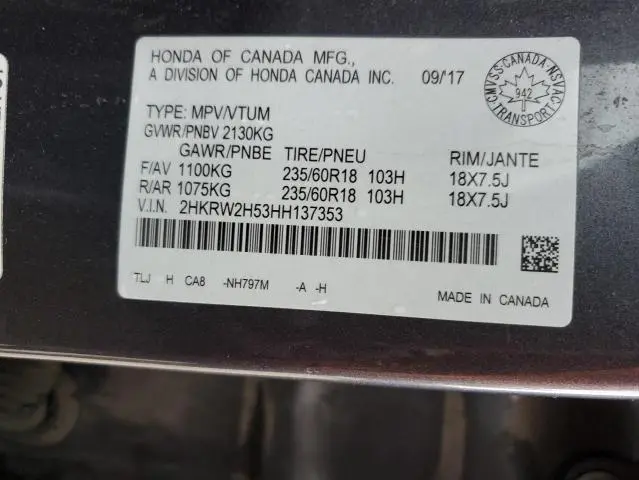 HONDA OF CANADA MFG.,
A DIVISION OF HONDA CANADA INC. 09/17
CMVSS-CANADA-NSVAC
942
TRANSPORT
TYPE: MPV/VTUM
GVWR/PNBV 2130KG
GAWR/PNBE TIRE/PNEU RIM/JANTE
F/AV 1100KG 235/60R18 103H 18X7.5J
R/AR 1075KG 235/60R18 103H 18X7.5J
V.I.N. 2HKRW2H53HH137353
TLJ H CA8 -NH797M -A -H
MADE IN CANADA